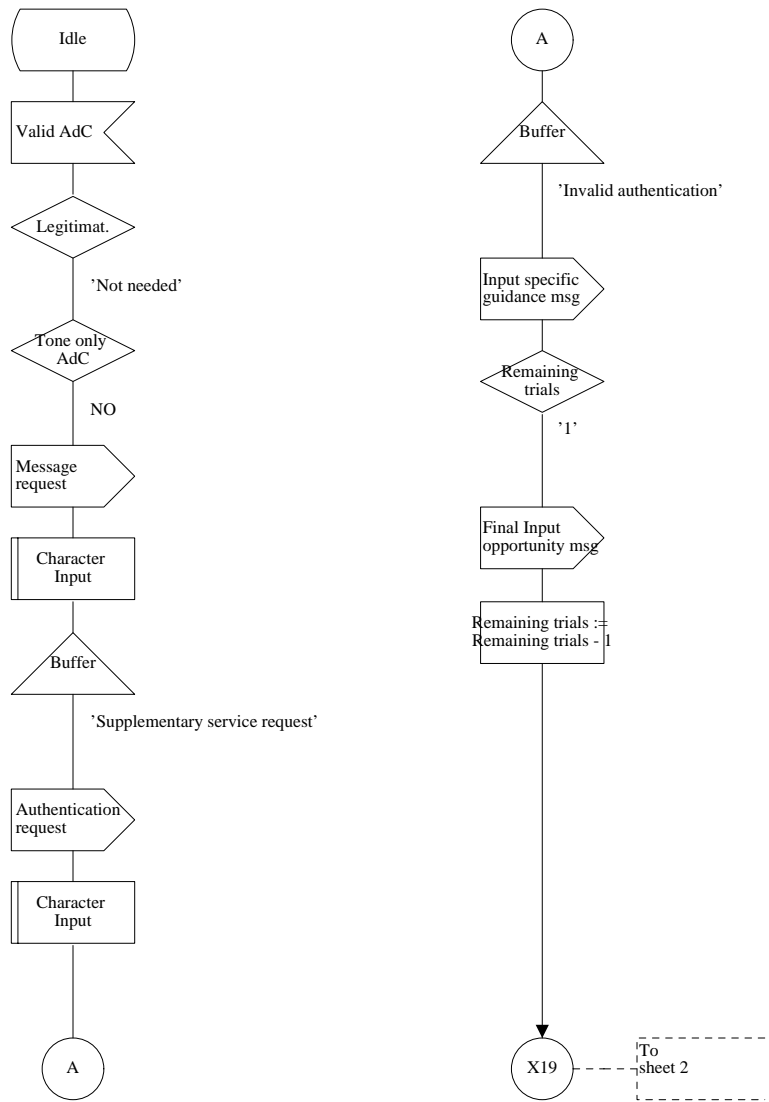 Idle
Valid AdC
Legitimat.
’Not needed’
Tone only
AdC
NO
Message
request
Character
Input
Buffer
’Supplementary service request’
Authentication
request
Character
Input
A
A
Buffer
’Invalid authentication’
Input specific
guidance msg
Remaining
trials
’1’
Final Input
opportunity msg
Remaining trials :=
Remaining trials - 1
X19
To
sheet 2